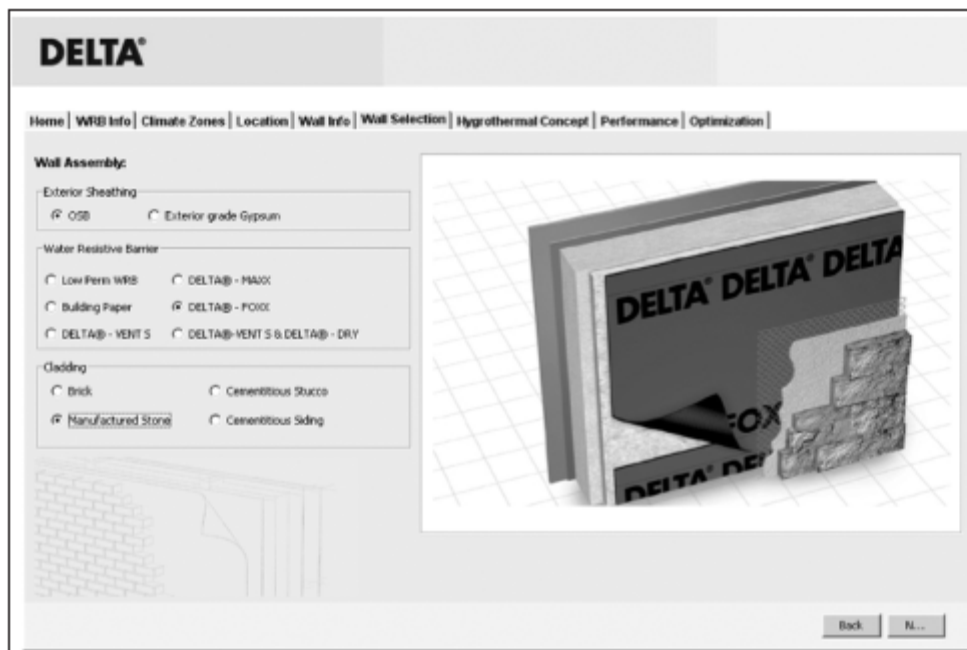 DELTA®
Home | WRB Info | Climate Zones | Location | Wall Info | Wall Selection | Hygrothermal Concept | Performance | Optimization |
Wall Assembly:
Exterior Sheathing
OSB Exterior grade Gypsum
Water Resistive Barrier
Low Perm WRB DELTA® - MAXX
Building Paper DELTA® - FOXX
DELTA® - VENT S DELTA®-VENT S & DELTA® - DRY
Cladding
Brick Cementitious Stucco
Manufactured Stone Cementitious Siding
DELTA® DELTA® DELTA
FOX
DELTA® DEL
Back N...